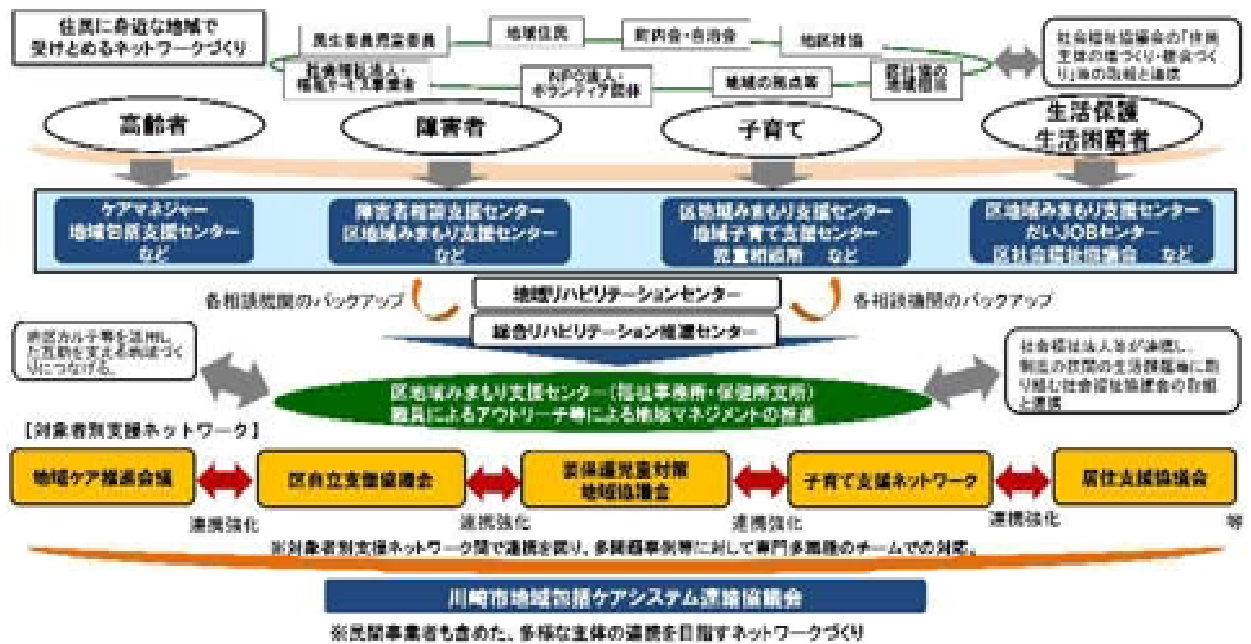 住民に身近な地域で
受けとめるネットワークづくり
民生委員児童委員
地域住民
町内会・自治会
地区社協
社会福祉法人・
福祉サービス事業者
NPO法人・
ボランティア団体
地域の拠点等
区社協の
地域担当
社会福祉協議会の「住民
主体の場づくり・機会づく
り」等の取組と連携
高齢者
障害者
子育て
生活保護
生活困窮者
ケアマネジャー
地域包括支援センター
など
障害者相談支援センター
区地域みまもり支援センター
など
区地域みまもり支援センター
地域子育て支援センター
児童相談所 など
区地域みまもり支援センター
だいJOBセンター
区社会福祉協議会 など
各相談機関のバックアップ
地域リハビリテーションセンター
総合リハビリテーション推進センター
各相談機関のバックアップ
地区カルテ等を活用し
た互助を支える地域づく
りにつなげる。
区地域みまもり支援センター(福祉事務所・保健所支所)
職員によるアウトリーチ等による地域マネジメントの推進
社会福祉法人等が連携し、
制度の狭間の生活課題等に取
り組む社会福祉協議会の取組
と連携
【対象者別支援ネットワーク】
地域ケア推進会議
区自立支援協議会
要保護児童対策
地域協議会
子育て支援ネットワーク
居住支援協議会
連携強化
連携強化
連携強化
連携強化
等
※対象者別支援ネットワーク間で連携を図り、多問題事例等に対して専門多職種のチームでの対応。
川崎市地域包括ケアシステム連絡協議会
※民間事業者も含めた、多様な主体の連携を目指すネットワークづくり